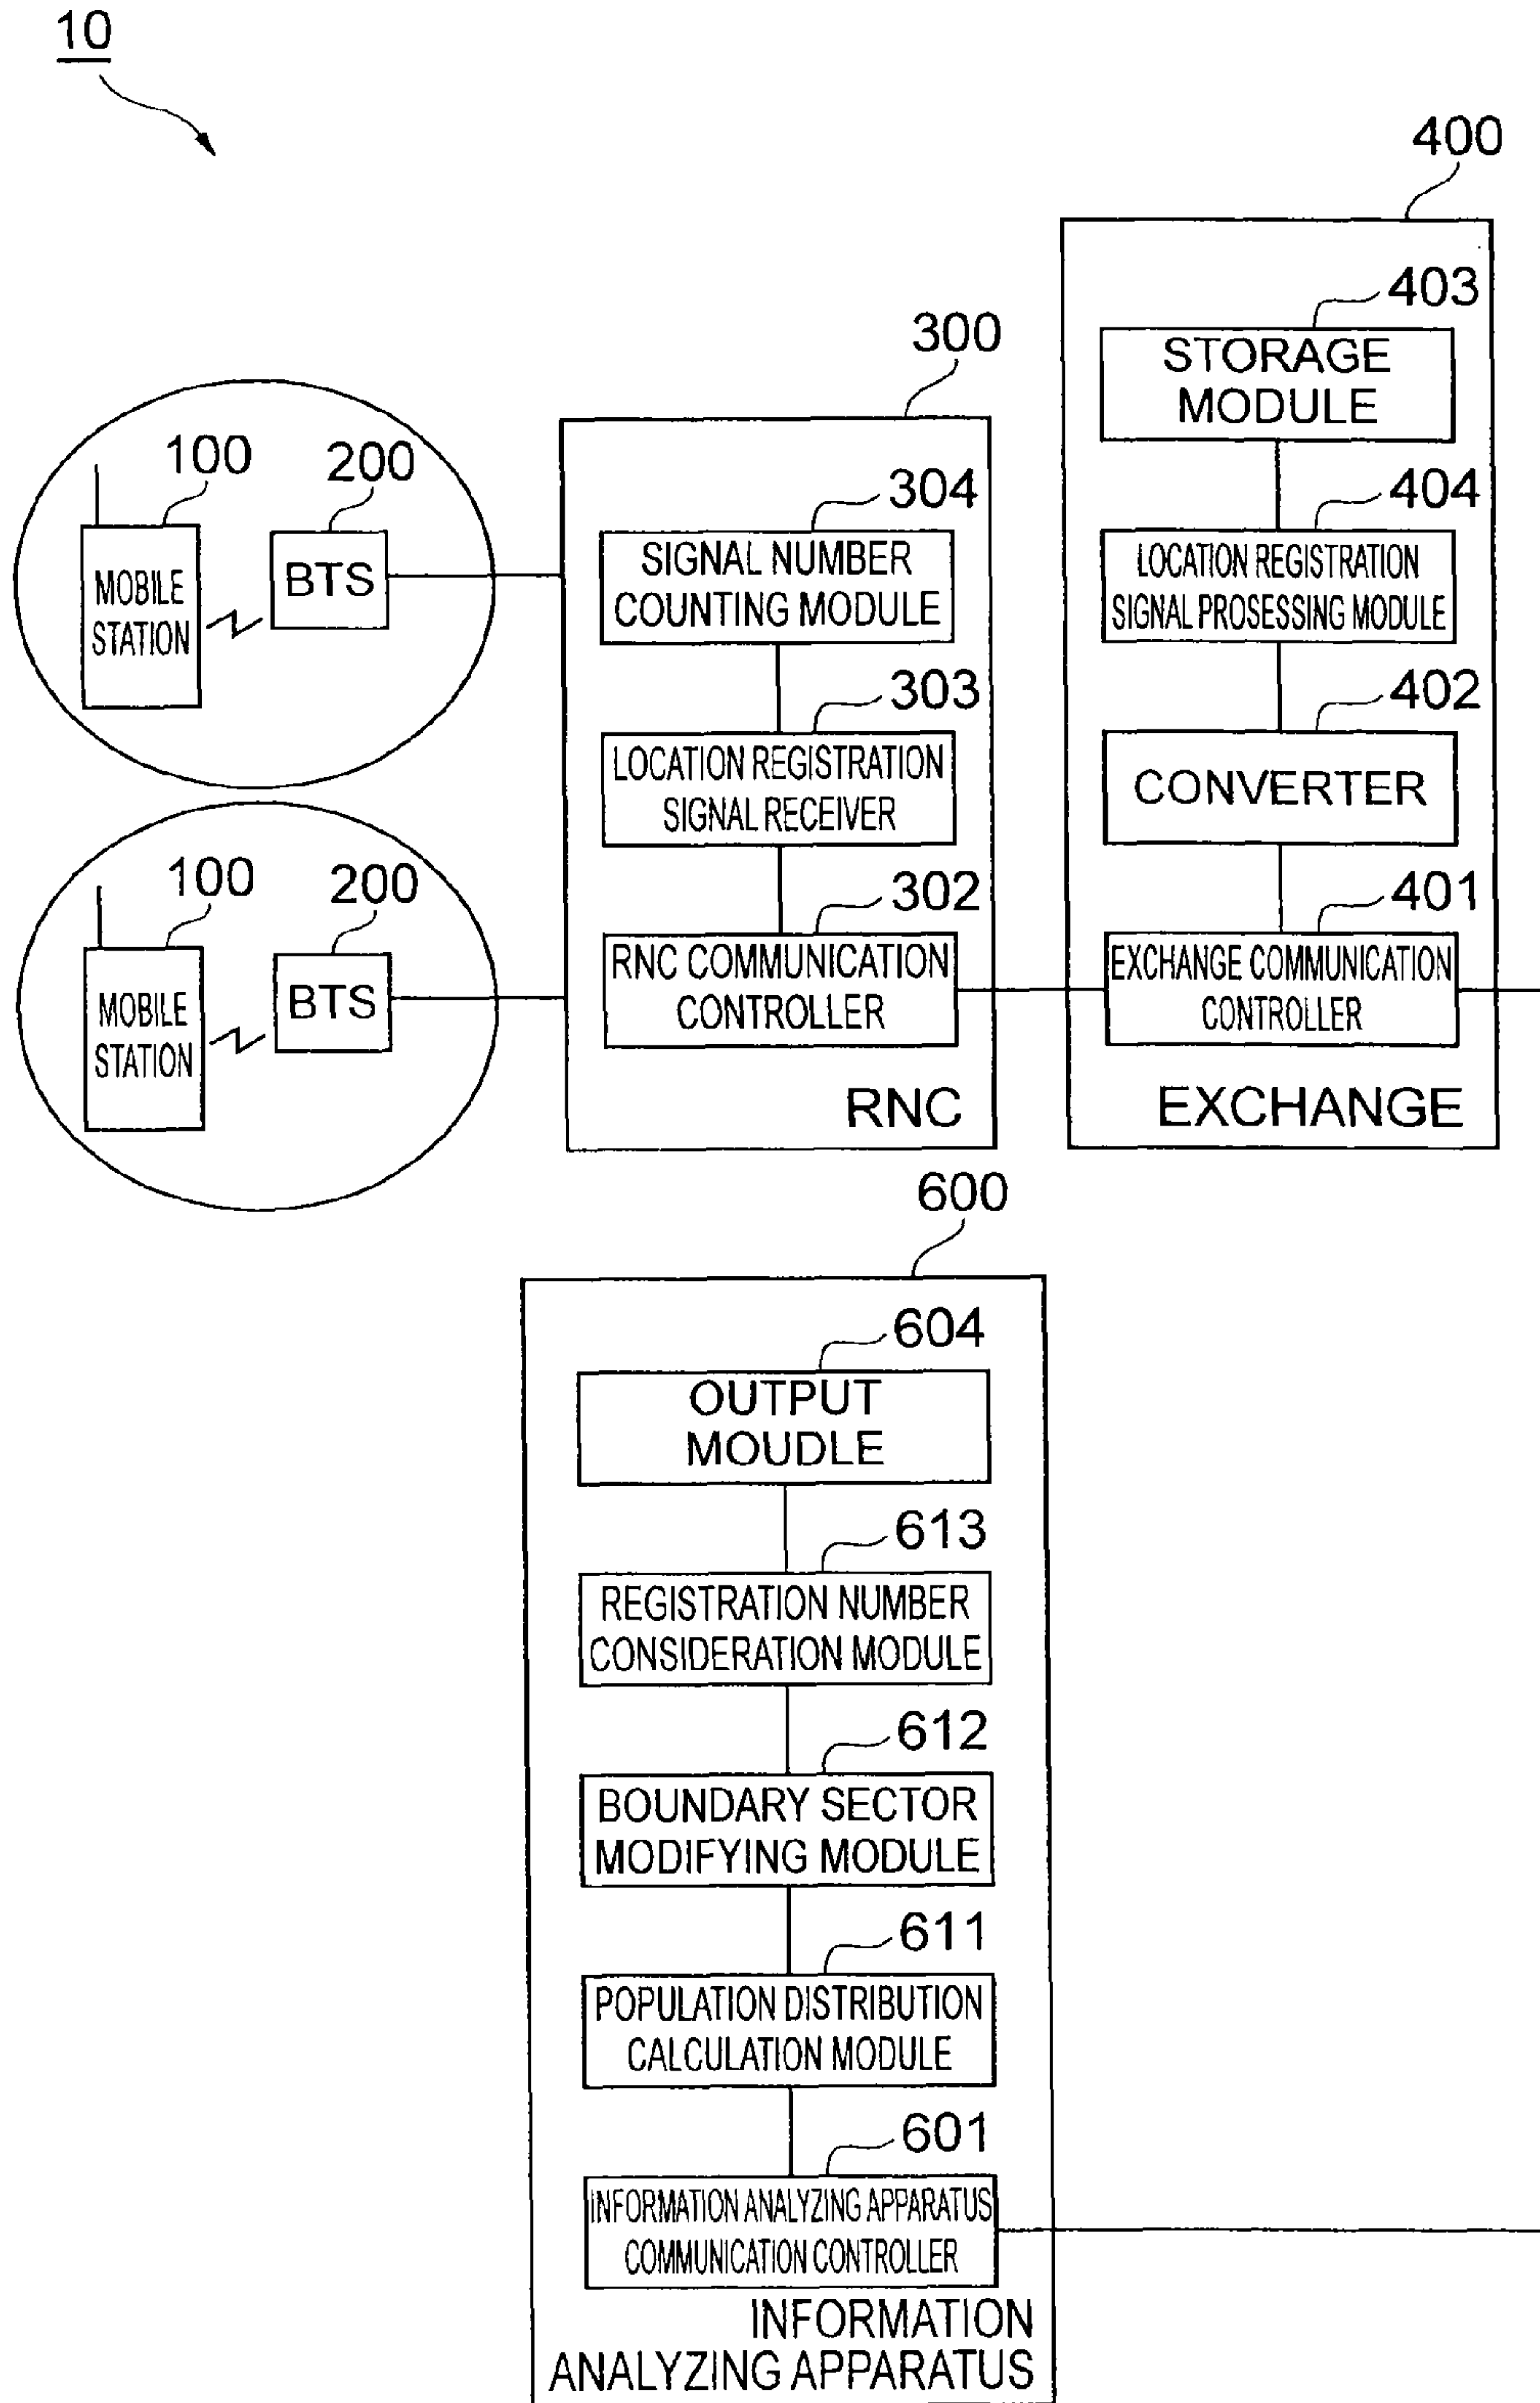 10
400
403
STORAGE
MODULE
300
100
200
304
404
SIGNAL NUMBER
COUNTING MODULE
LOCATION REGISTRATION
SIGNAL PROSESSING MODULE
MOBILE
STATION
BTS
303
402
LOCATION REGISTRATION
SIGNAL RECEIVER
CONVERTER
100
200
302
401
MOBILE
STATION
BTS
RNC COMMUNICATION
CONTROLLER
EXCHANGE COMMUNICATION
CONTROLLER
RNC
EXCHANGE
600
604
OUTPUT
MOUDLE
613
REGISTRATION NUMBER
CONSIDERATION MODULE
612
BOUNDARY SECTOR
MODIFYING MODULE
611
POPULATION DISTRIBUTION
CALCULATION MODULE
601
INFORMATION ANALYZING APPARATUS
COMMUNICATION CONTROLLER
INFORMATION
ANALYZING APPARATUS